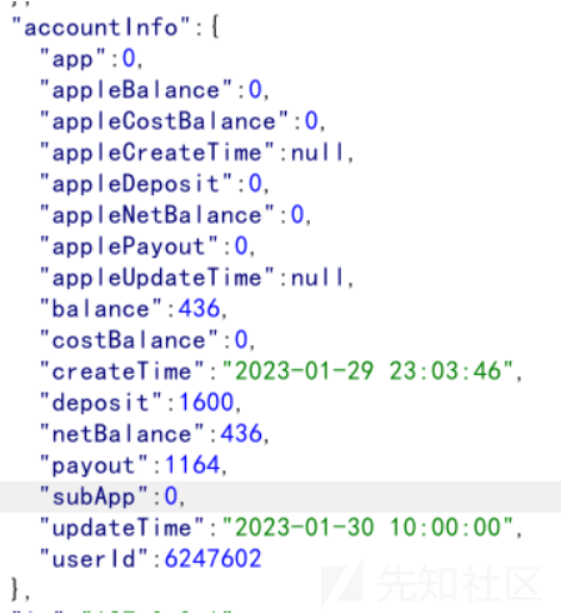 "accountInfo":{
"app":0,
"appleBalance":0,
"appleCostBalance":0,
"appleCreateTime":null,
"appleDeposit":0,
"appleNetBalance":0,
"applePayout":0,
"appleUpdateTime":null,
"balance":436,
"costBalance":0,
"createTime":"2023-01-29 23:03:46",
"deposit":1600,
"netBalance":436,
"payout":1164,
"subApp":0,
"updateTime":"2023-01-30 10:00:00",
"userId":6247602
},
先知社区